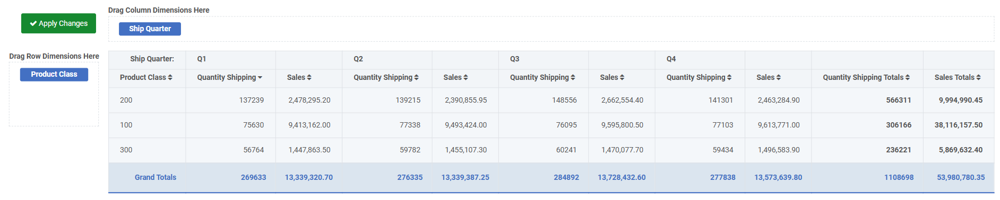 Drag Column Dimensions Here
Apply Changes
Ship Quarter
Drag Row Dimensions Here
Product Class
Ship Quarter: Q1 Q2 Q3 Q4
Product Class Quantity Shipping Sales Quantity Shipping Sales Quantity Shipping Sales Quantity Shipping Sales Quantity Shipping Totals Sales Totals
200 137239 2,478,295.20 139215 2,390,855.95 148556 2,662,554.40 141301 2,463,284.90 566311 9,994,990.45
100 75630 9,413,162.00 77338 9,493,424.00 76095 9,595,800.50 77103 9,613,771.00 306166 38,116,157.50
300 56764 1,447,863.50 59782 1,455,107.30 60241 1,470,077.70 59434 1,496,583.90 236221 5,869,632.40
Grand Totals 269633 13,339,320.70 276335 13,339,387.25 284892 13,728,432.60 277838 13,573,639.80 1108698 53,980,780.35